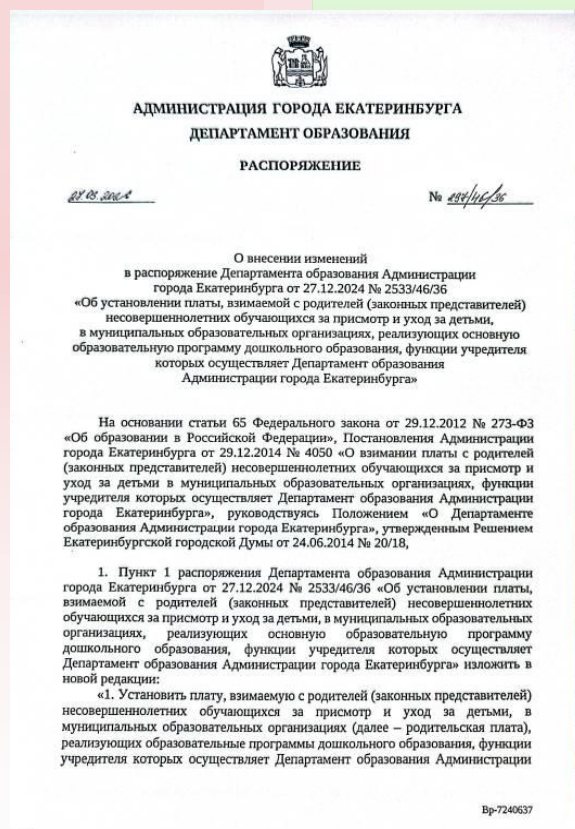 АДМИНИСТРАЦИЯ ГОРОДА ЕКАТЕРИНБУРГА
ДЕПАРТАМЕНТ ОБРАЗОВАНИЯ
РАСПОРЯЖЕНИЕ
№ 297/46/36
О внесении изменений
в распоряжение Департамента образования Администрации
города Екатеринбурга от 27.12.2024 № 2533/46/36
«Об установлении платы, взимаемой с родителей (законных представителей)
несовершеннолетних обучающихся за присмотр и уход за детьми,
в муниципальных образовательных организациях, реализующих основную
образовательную программу дошкольного образования, функции учредителя
которых осуществляет Департамент образования
Администрации города Екатеринбурга»
На основании статьи 65 Федерального закона от 29.12.2012 № 273-ФЗ
«Об образовании в Российской Федерации», Постановления Администрации
города Екатеринбурга от 29.12.2014 № 4050 «О взимании платы с родителей
(законных представителей) несовершеннолетних обучающихся за присмотр и
уход за детьми в муниципальных образовательных организациях, функции
учредителя которых осуществляет Департамент образования Администрации
города Екатеринбурга», руководствуясь Положением «О Департаменте
образования Администрации города Екатеринбурга», утвержденным Решением
Екатеринбургской городской Думы от 24.06.2014 № 20/18,
1. Пункт 1 распоряжения Департамента образования Администрации
города Екатеринбурга от 27.12.2024 № 2533/46/36 «Об установлении платы,
взимаемой с родителей (законных представителей) несовершеннолетних
обучающихся за присмотр и уход за детьми, в муниципальных образовательных
организациях, реализующих основную образовательную программу
дошкольного образования, функции учредителя которых осуществляет
Департамент образования Администрации города Екатеринбурга» изложить в
новой редакции:
«1. Установить плату, взимаемую с родителей (законных представителей)
несовершеннолетних обучающихся за присмотр и уход за детьми, в
муниципальных образовательных организациях (далее – родительская плата),
реализующих образовательные программы дошкольного образования, функции
учредителя которых осуществляет Департамент образования Администрации
Вр-7240637